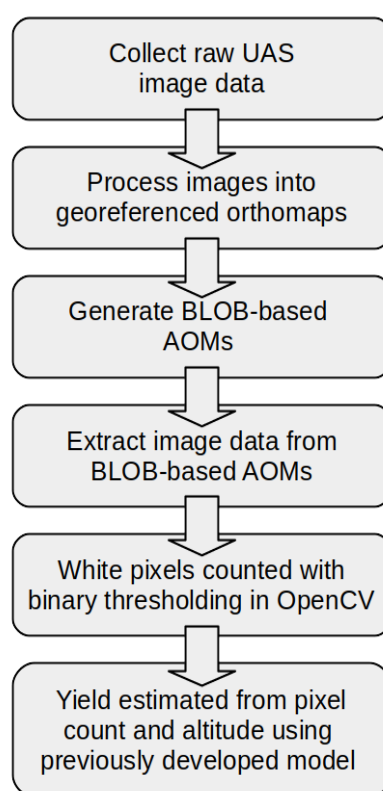 Collect raw UAS
image data
Process images into
georeferenced orthomaps
Generate BLOB-based
AOMs
Extract image data from
BLOB-based AOMs
White pixels counted with
binary thresholding in OpenCV
Yield estimated from pixel
count and altitude using
previously developed model